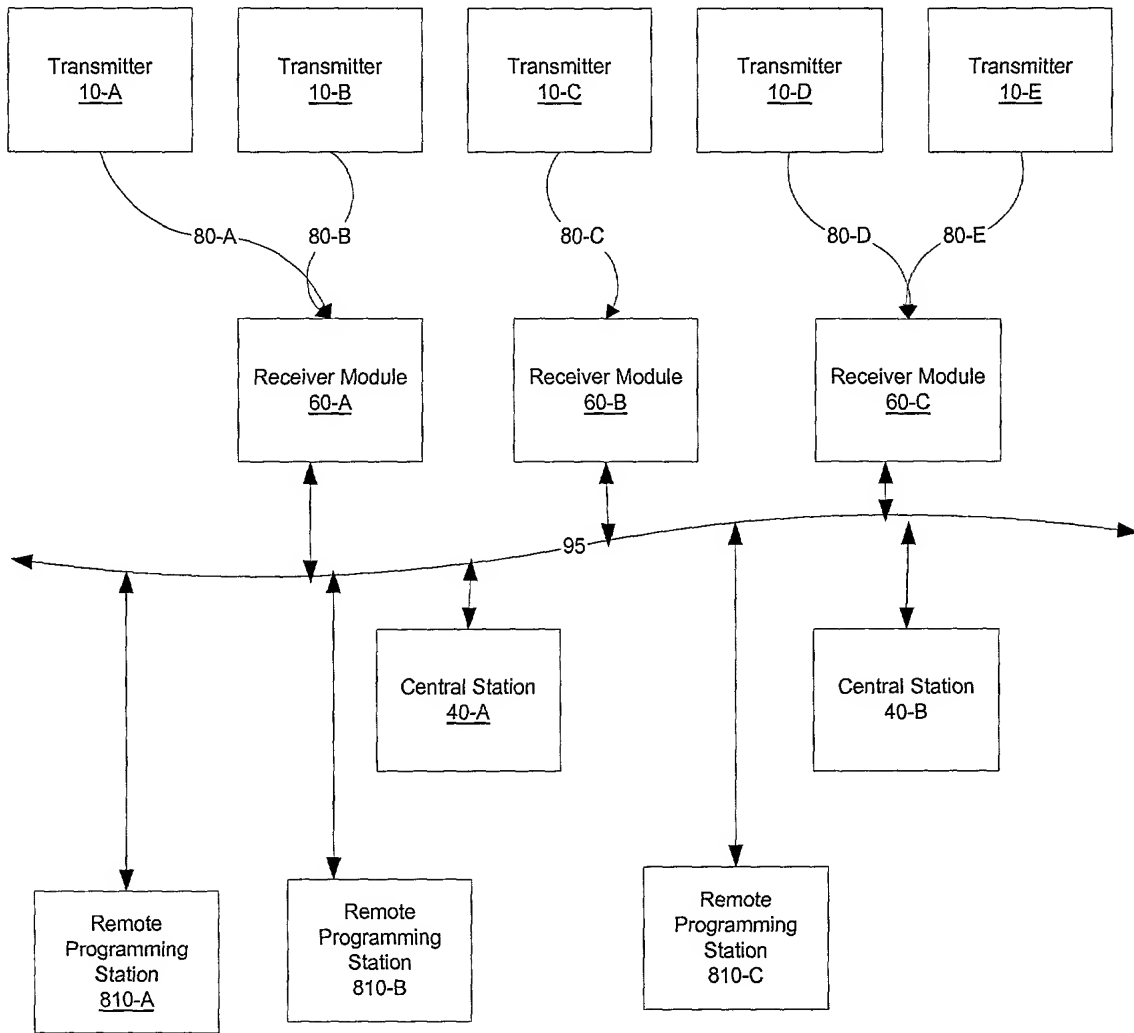 Transmitter
10-A
Transmitter
10-B
Transmitter
10-C
Transmitter
10-D
Transmitter
10-E
80-A
80-B
80-C
80-D
80-E
Receiver Module
60-A
Receiver Module
60-B
Receiver Module
60-C
95
Central Station
40-A
Central Station
40-B
Remote
Programming
Station
810-A
Remote
Programming
Station
810-B
Remote
Programming
Station
810-C